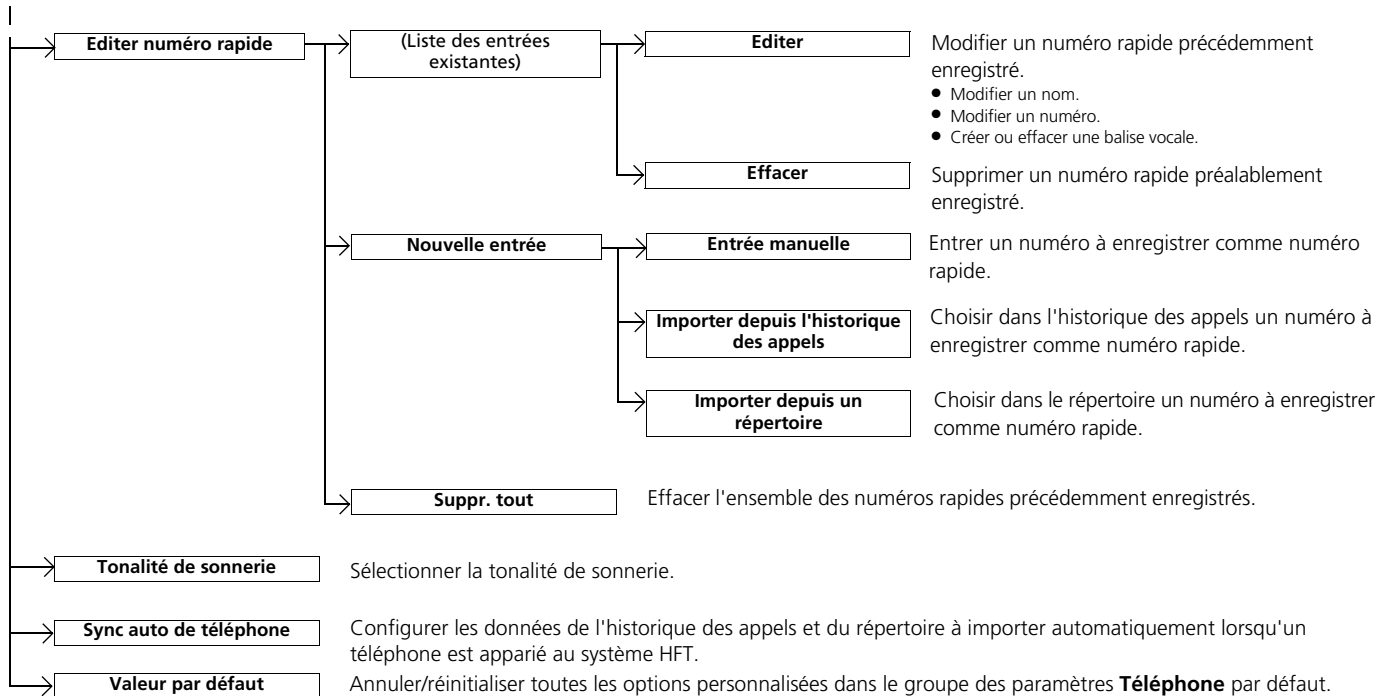 Editer numéro rapide
(Liste des entrées
existantes)
Editer
Modifier un numéro rapide précédemment
enregistré.
● Modifier un nom.
● Modifier un numéro.
● Créer ou effacer une balise vocale.
Effacer
Supprimer un numéro rapide préalablement
enregistré.
Nouvelle entrée
Entrée manuelle
Entrer un numéro à enregistrer comme numéro
rapide.
Importer depuis l'historique
des appels
Choisir dans l'historique des appels un numéro à
enregistrer comme numéro rapide.
Importer depuis un
répertoire
Choisir dans le répertoire un numéro à enregistrer
comme numéro rapide.
Suppr. tout
Effacer l'ensemble des numéros rapides précédemment enregistrés.
Tonalité de sonnerie
Sélectionner la tonalité de sonnerie.
Sync auto de téléphone
Configurer les données de l'historique des appels et du répertoire à importer automatiquement lorsqu'un
téléphone est apparié au système HFT.
Valeur par défaut
Annuler/réinitialiser toutes les options personnalisées dans le groupe des paramètres Téléphone par défaut.